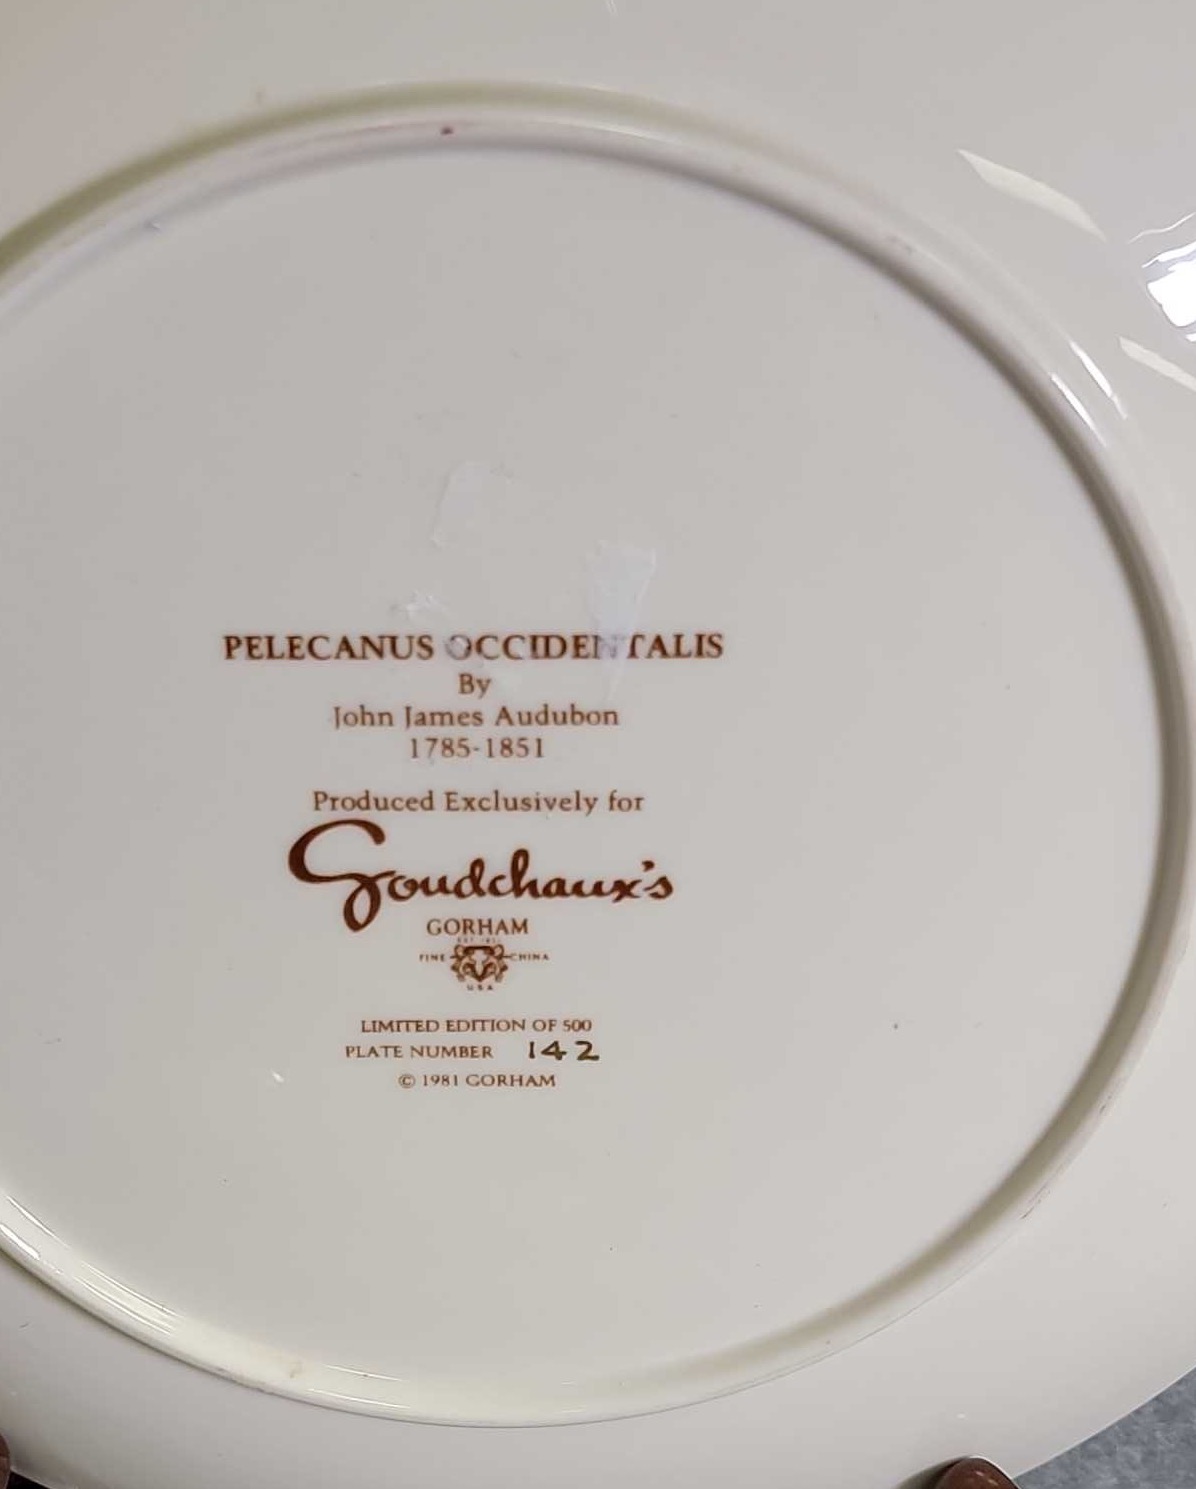 PELECANUS OCCIDENTALIS
By
John James Audubon
1785-1851
Produced Exclusively for
Goudchaux's
GORHAM
FINE CHINA
USA
LIMITED EDITION OF 500
PLATE NUMBER 142
© 1981 GORHAM